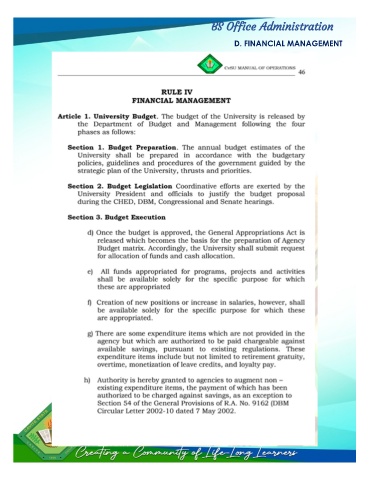 BS Office Administration
D. FINANCIAL MANAGEMENT
CBSU MANUAL OF OPERATIONS
46
RULE IV
FINANCIAL MANAGEMENT
Article 1. University Budget. The budget of the University is released by
the Department of Budget and Management following the four
phases as follows:
Section 1. Budget Preparation. The annual budget estimates of the
University shall be prepared in accordance with the budgetary
policies, guidelines and procedures of the government guided by the
strategic plan of the University, thrusts and priorities.
Section 2. Budget Legislation Coordinative efforts are exerted by the
University President and officials to justify the budget proposal
during the CHED, DBM, Congressional and Senate hearings.
Section 3. Budget Execution
d) Once the budget is approved, the General Appropriations Act is
released which becomes the basis for the preparation of Agency
Budget matrix. Accordingly, the University shall submit request
for allocation of funds and cash allocation.
e) All funds appropriated for programs, projects and activities
shall be available solely for the specific purpose for which
these are appropriated
f) Creation of new positions or increase in salaries, however, shall
be available solely for the specific purpose for which these
are appropriated.
g) There are some expenditure items which are not provided in the
agency but which are authorized to be paid chargeable against
available savings, pursuant to existing regulations. These
expenditure items include but not limited to retirement gratuity,
overtime, monetization of leave credits, and loyalty pay.
h) Authority is hereby granted to agencies to augment non –
existing expenditure items, the payment of which has been
authorized to be charged against savings, as an exception to
Section 54 of the General Provisions of R.A. No. 9162 (DBM
Circular Letter 2002-10 dated 7 May 2002.
Creating a Community of Life-Long Learners